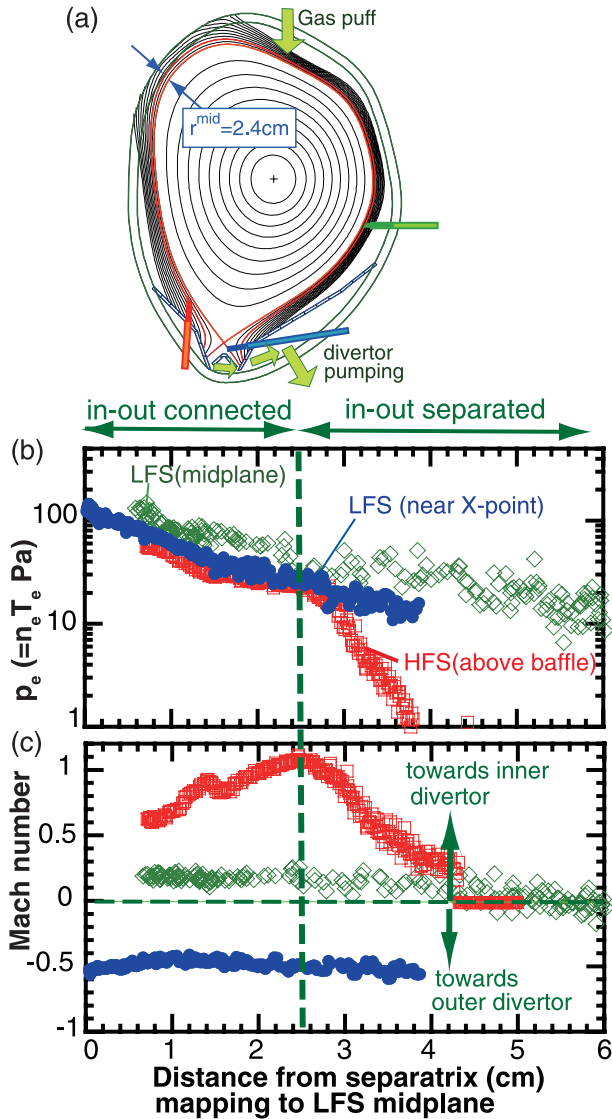 (a)
Gas puff
r^mid=2.4cm
divertor
pumping
in-out connected
in-out separated
(b)
LFS(midplane)
LFS (near X-point)
HFS(above baffle)
p_e (=n_eT_e Pa)
100
10
1
(c)
towards inner
divertor
towards
outer divertor
Mach number
1
0.5
0
-0.5
-1
0
1
2
3
4
5
6
Distance from separatrix (cm)
mapping to LFS midplane